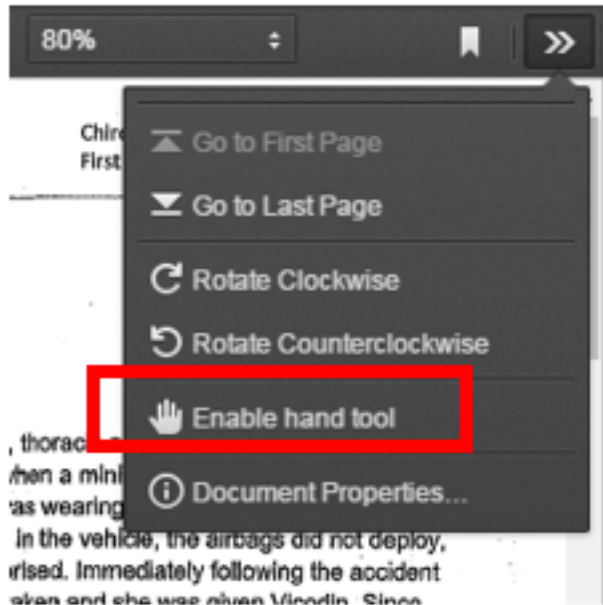 80%
Chiro
First
Go to First Page
Go to Last Page
Rotate Clockwise
Rotate Counterclockwise
Enable hand tool
Document Properties...
, thorac
when a mini
was wearing
in the vehicle, the airbags did not deploy,
rised. Immediately following the accident
aken and she was given Vicodin. Since